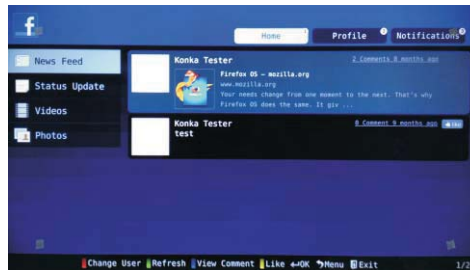 f
Home
Profile
Notifications
News Feed
Status Update
Videos
Photos
Konka Tester
2 Comments 8 months ago
Firefox OS — mozilla.org
www.mozilla.org
Your needs change from one moment to the next. That's why
Firefox OS does the same. It giv ...
Konka Tester
0 Comment 9 months ago
test
Change User Refresh View Comment Like OK Menu Exit
1/2